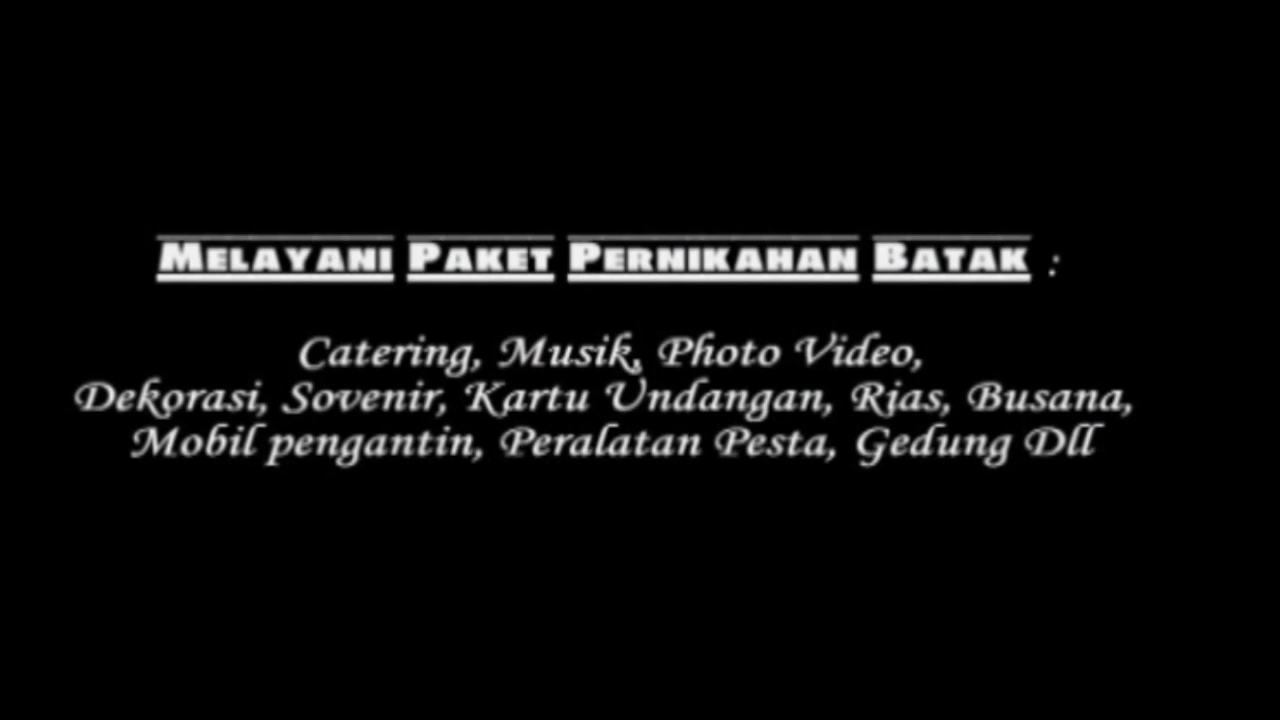 Melayani Paket Pernikahan Batak :
Catering, Musik, Photo Video,
Dekorasi, Sovenir, Kartu Undangan, Rias, Busana,
Mobil pengantin, Peralatan Pesta, Gedung Dll